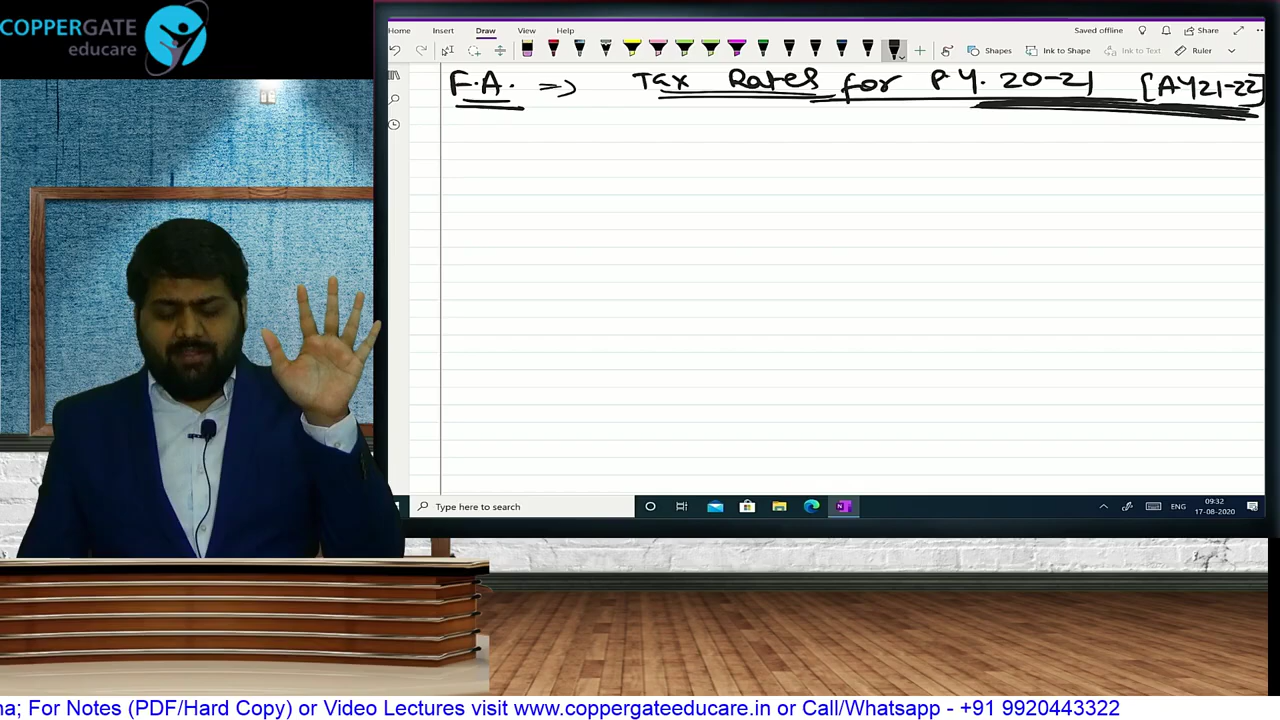 COPPERGATE
educare
Home Insert Draw View Help Saved offline
Shapes Ink to Shape Ink to Text Ruler Share
F.A. => Tax Rates for P.Y. 20-21 [AY21-22]
Type here to search
ENG
09:32
17-08-2020
na; For Notes (PDF/Hard Copy) or Video Lectures visit www.coppergateeducare.in or Call/Whatsapp - +91 9920443322